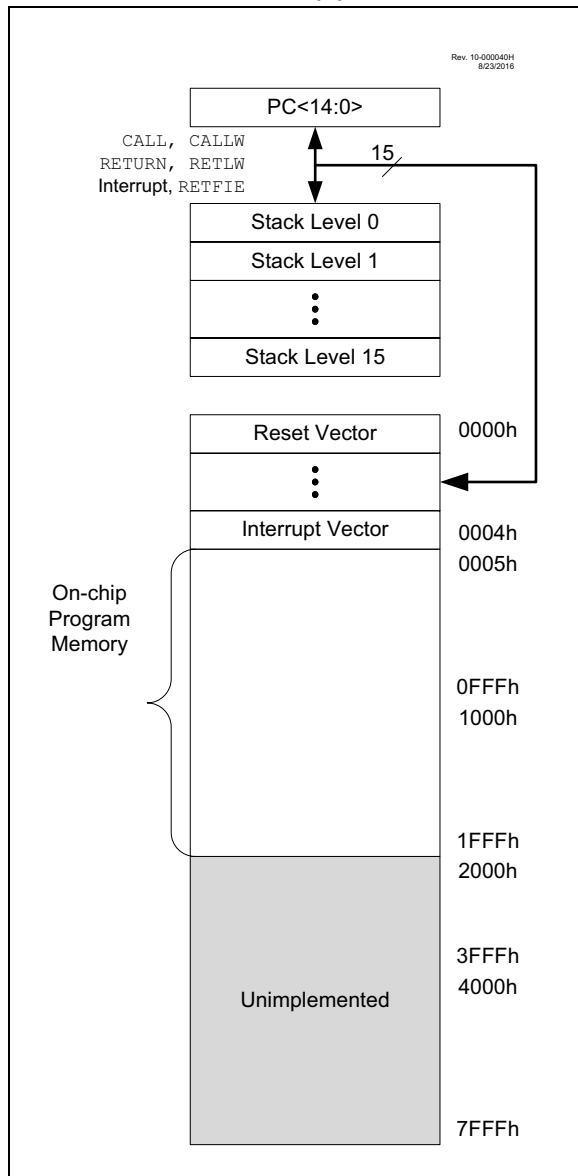 Rev. 10-000040H
8/23/2016
PC<14:0>
CALL, CALLW
RETURN, RETLW
Interrupt, RETFIE
15
Stack Level 0
Stack Level 1
Stack Level 15
Reset Vector
0000h
Interrupt Vector
0004h
0005h
On-chip
Program
Memory
0FFFh
1000h
1FFFh
2000h
Unimplemented
3FFFh
4000h
7FFFh